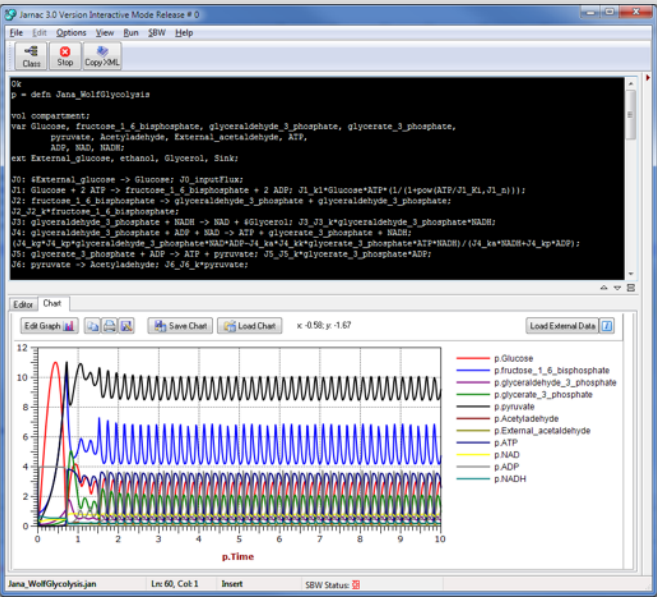 Jarnac 3.0 Version Interactive Mode Release # 0
File Edit Options View Run SBW Help
Class Stop Copy XML
Ok
p = defn Jana_WolfGlycolysis
vol compartment;
var Glucose, fructose_1_6_bisphosphate, glyceraldehyde_3_phosphate, glycerate_3_phosphate,
pyruvate, Acetyladehyde, External_acetaldehyde, ATP,
ADP, NAD, NADH;
ext External_glucose, ethanol, Glycerol, Sink;
J0: &External_glucose -> Glucose; J0_inputFlux;
J1: Glucose + 2 ATP -> fructose_1_6_bisphosphate + 2 ADP; J1_k1*Glucose*ATP*(1/(1+pow(ATP/J1_Ki,J1_n)));
J2: fructose_1_6_bisphosphate -> glyceraldehyde_3_phosphate + glyceraldehyde_3_phosphate;
J2_J2_k*fructose_1_6_bisphosphate;
J3: glyceraldehyde_3_phosphate + NADH -> NAD + &Glycerol; J3_J3_k*glyceraldehyde_3_phosphate*NADH;
J4: glyceraldehyde_3_phosphate + ADP + NAD -> ATP + glycerate_3_phosphate + NADH;
(J4_kg*J4_kp*glyceraldehyde_3_phosphate*NAD*ADP-J4_ka*J4_kk*glycerate_3_phosphate*ATP*NADH)/(J4_ka*NADH+J4_kp*ADP);
J5: glycerate_3_phosphate + ADP -> ATP + pyruvate; J5_J5_k*glycerate_3_phosphate*ADP;
J6: pyruvate -> Acetyladehyde; J6_J6_k*pyruvate;
Editor Chart
Edit Graph Save Chart Load Chart x: -0.58; y: -1.67 Load External Data
12
10
8
6
4
2
0
0 1 2 3 4 5 6 7 8 9 10
p.Time
p.Glucose
p.fructose_1_6_bisphosphate
p.glyceraldehyde_3_phosphate
p.glycerate_3_phosphate
p.pyruvate
p.Acetyladehyde
p.External_acetaldehyde
p.ATP
p.NAD
p.ADP
p.NADH
Jana_WolfGlycolysis.jan Ln: 60, Col: 1 Insert SBW Status: